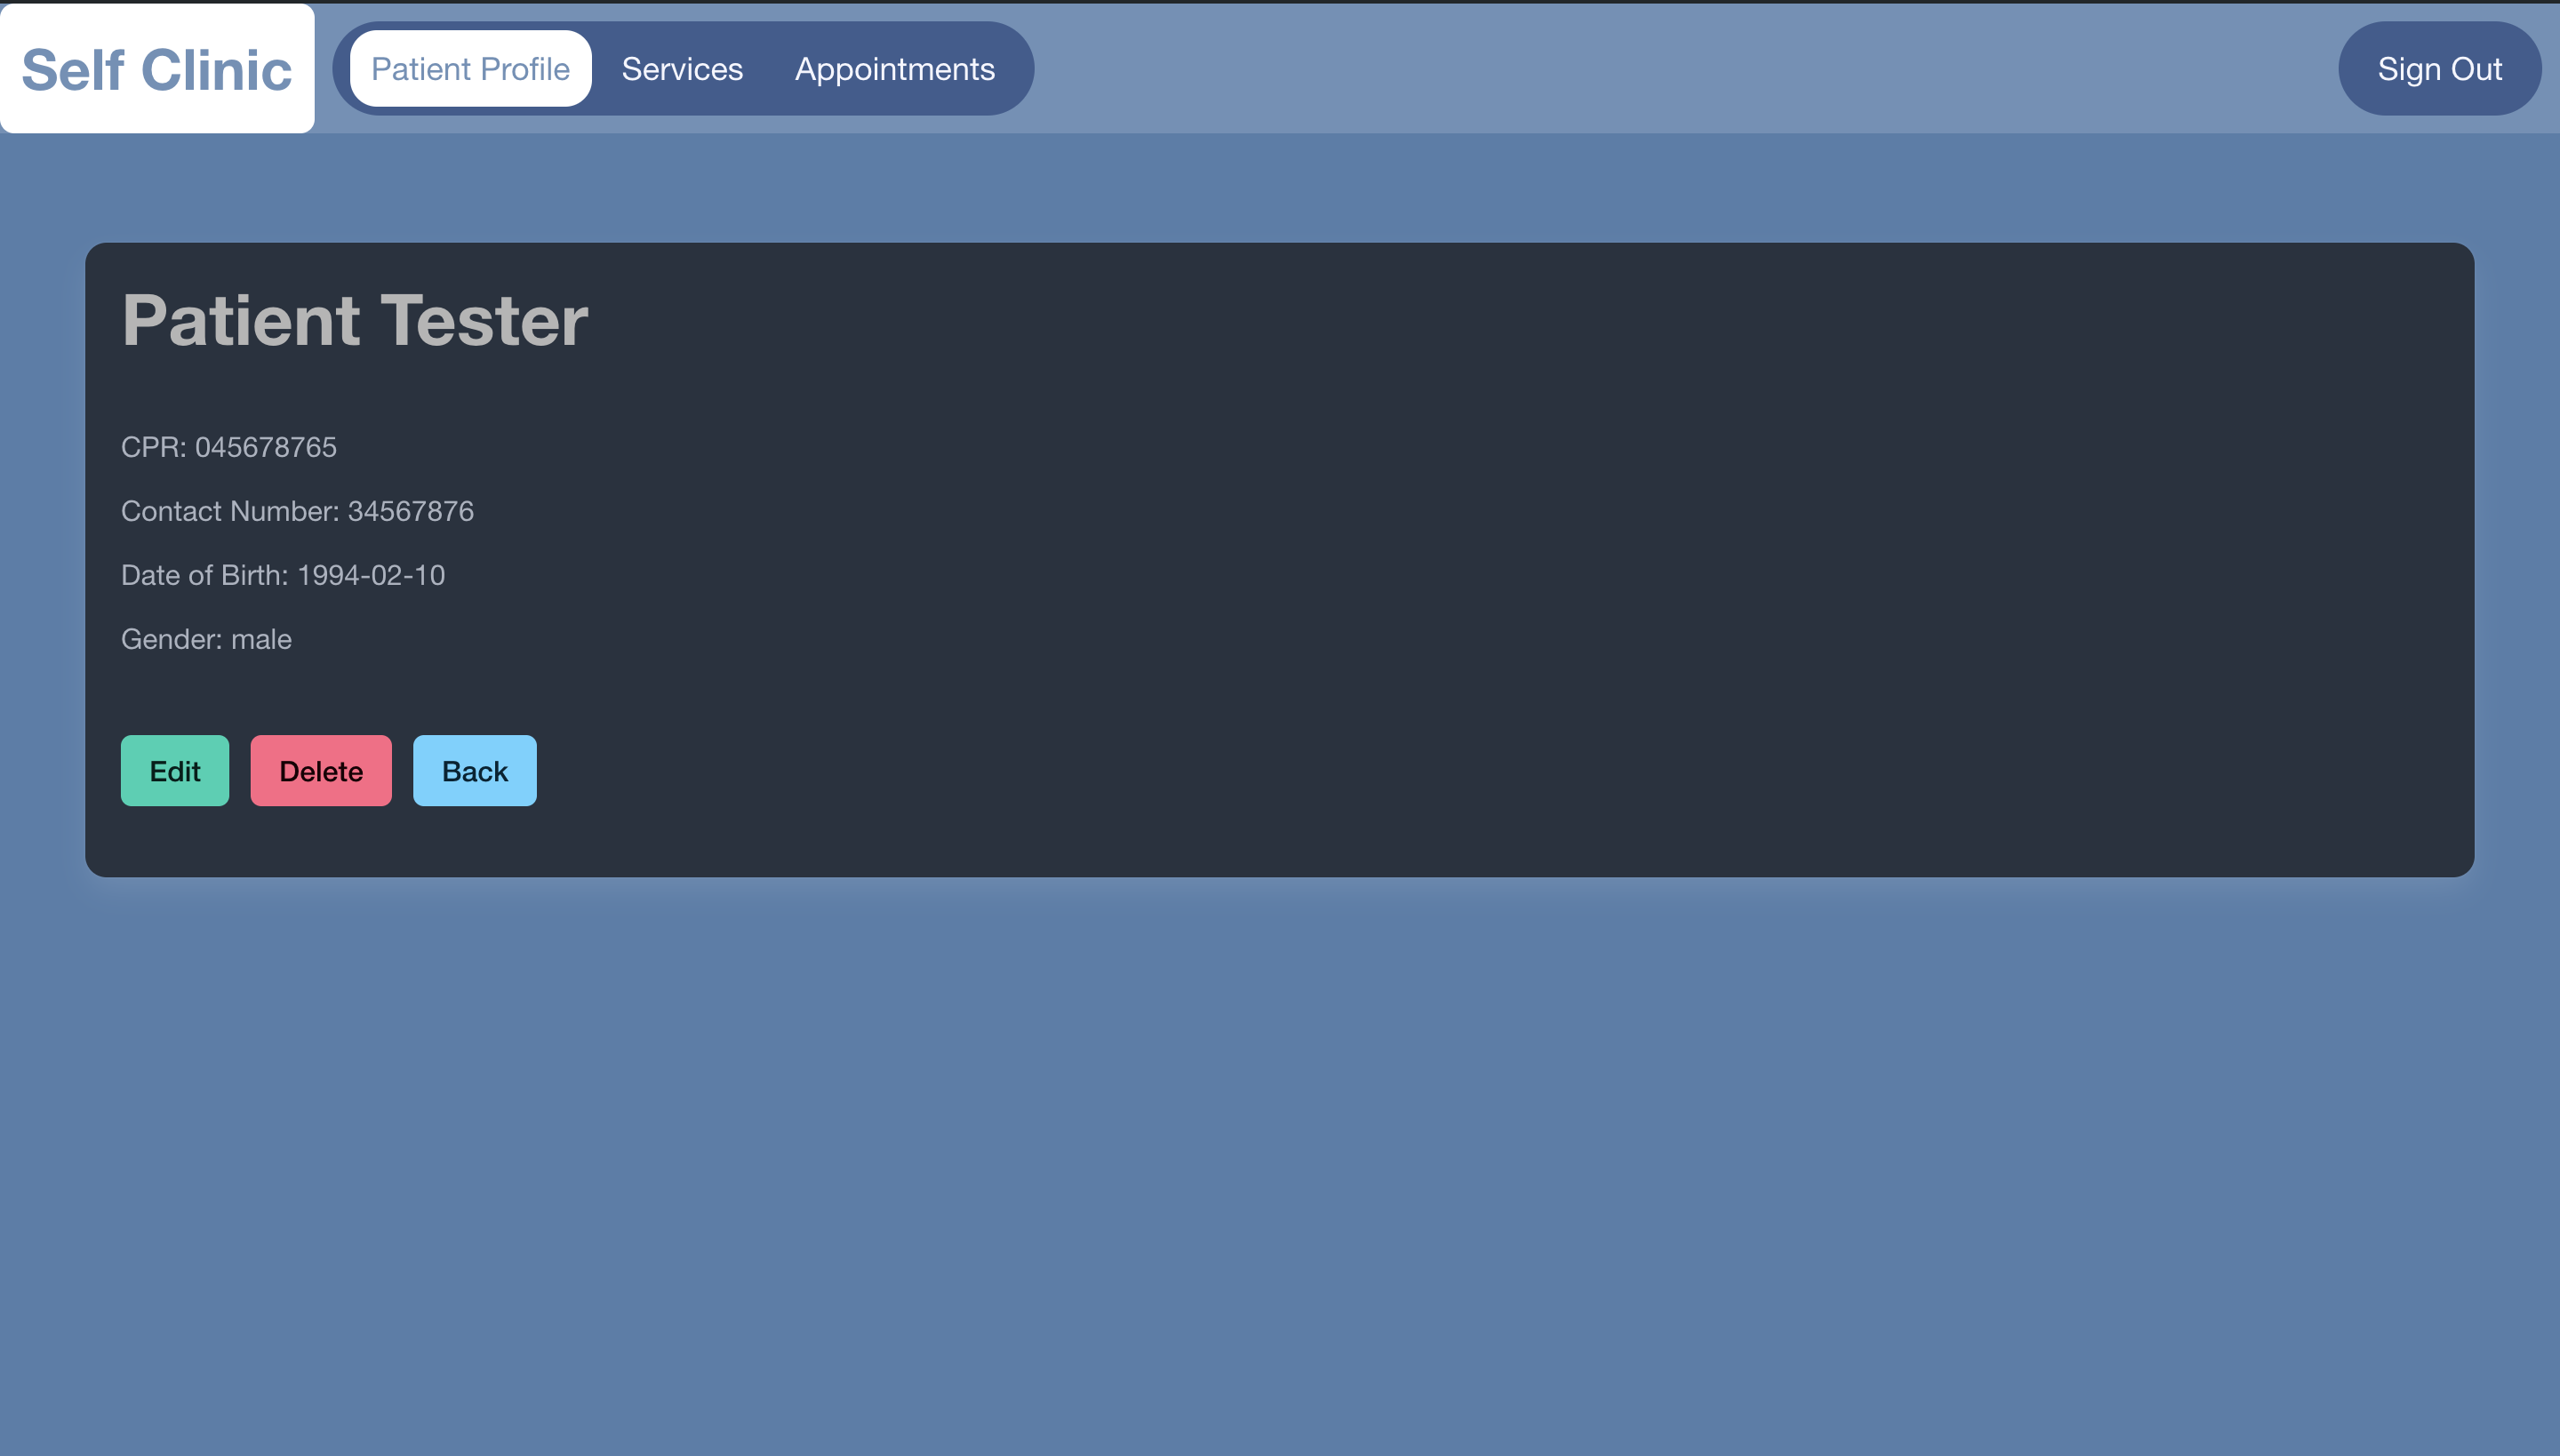 Self Clinic
Patient Profile Services Appointments
Sign Out
Patient Tester
CPR: 045678765
Contact Number: 34567876
Date of Birth: 1994-02-10
Gender: male
Edit Delete Back